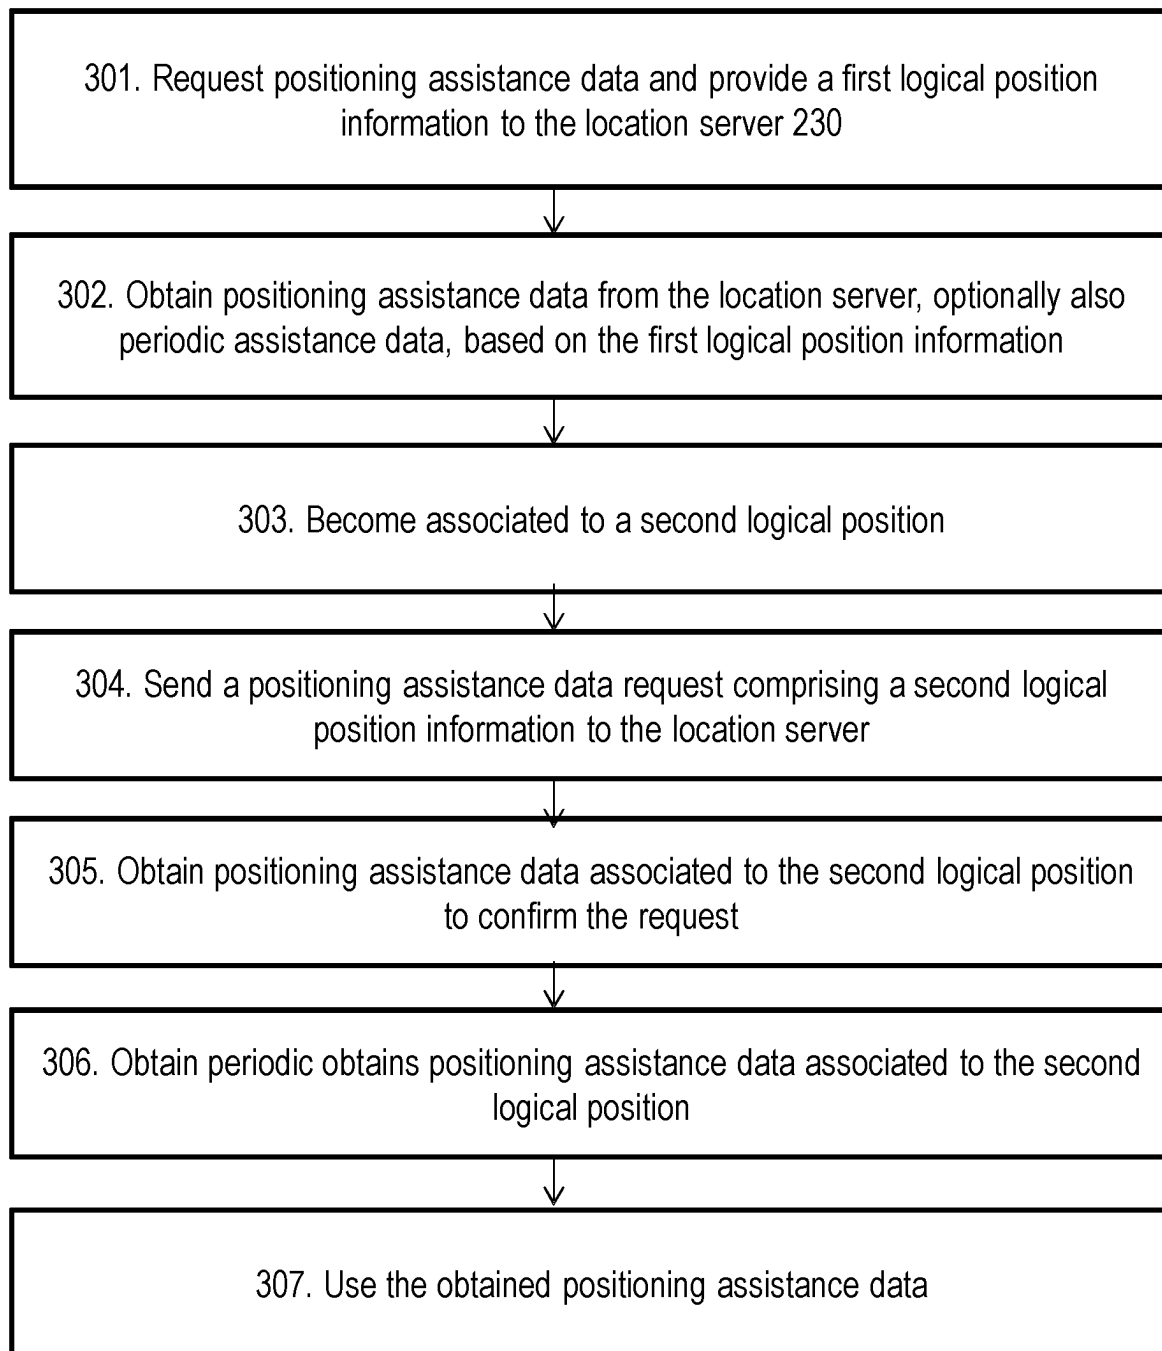 301. Request positioning assistance data and provide a first logical position
information to the location server 230
302. Obtain positioning assistance data from the location server, optionally also
periodic assistance data, based on the first logical position information
303. Become associated to a second logical position
304. Send a positioning assistance data request comprising a second logical
position information to the location server
305. Obtain positioning assistance data associated to the second logical position
to confirm the request
306. Obtain periodic obtains positioning assistance data associated to the second
logical position
307. Use the obtained positioning assistance data